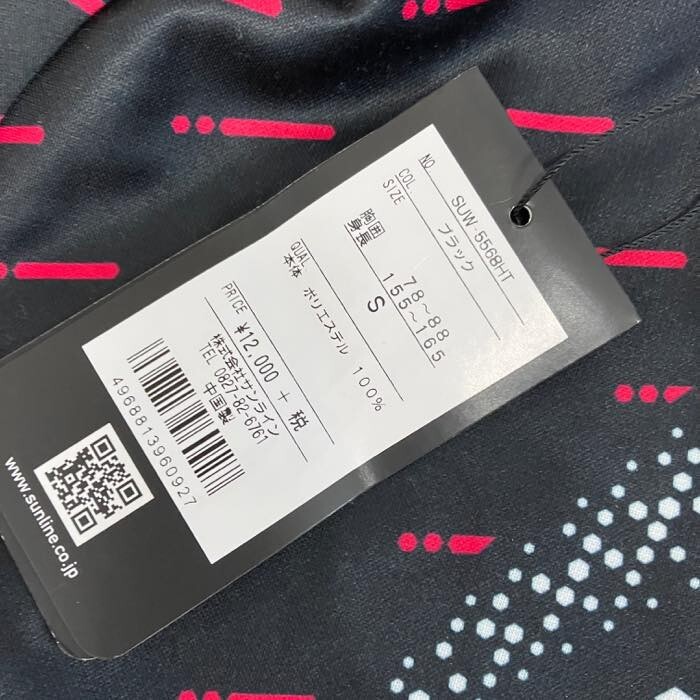 NO. SUW-5568HT
COL. ブラック
SIZE
胸囲 78～88
身長 155～165
S
QUAL
本体 ポリエステル 100%
PRICE ¥12,000 + 税
株式会社サンライン
TEL 0827-82-6761
中国製
4968813960927
www.sunline.co.jp